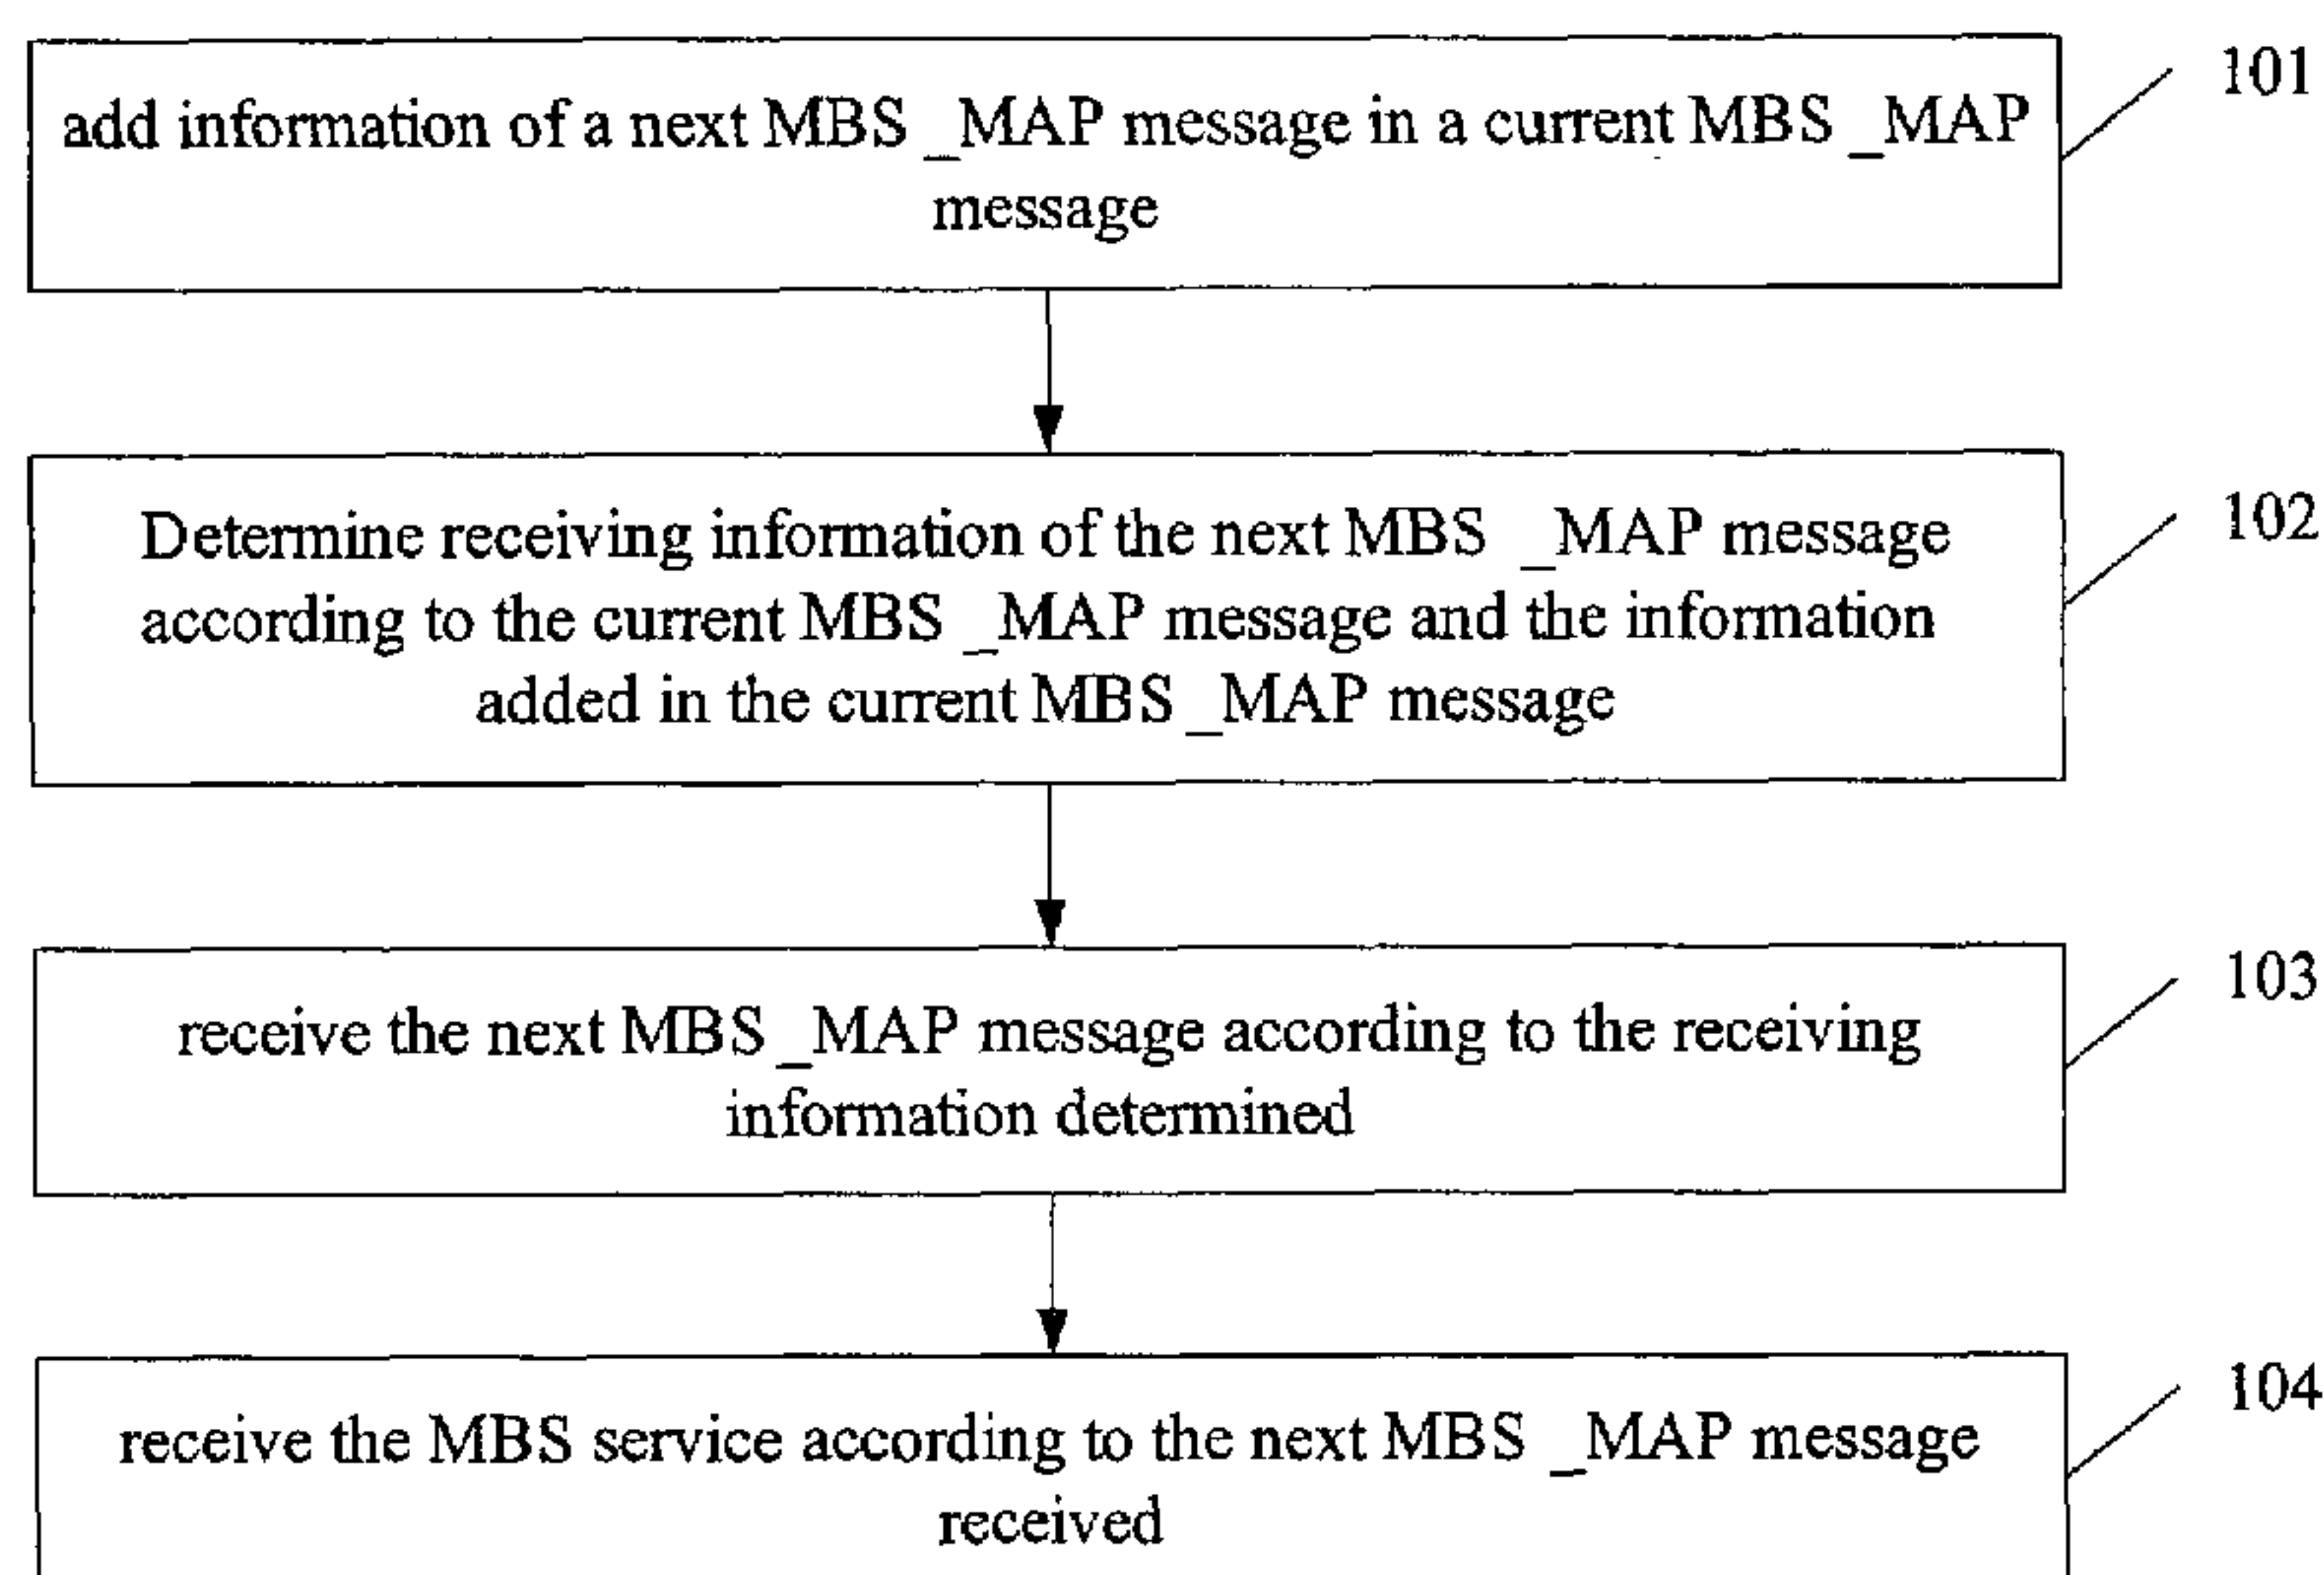 add information of a next MBS _MAP message in a current MBS _MAP
message
101
Determine receiving information of the next MBS _MAP message
according to the current MBS _MAP message and the information
added in the current MBS _MAP message
102
receive the next MBS _MAP message according to the receiving
information determined
103
receive the MBS service according to the next MBS _MAP message
received
104